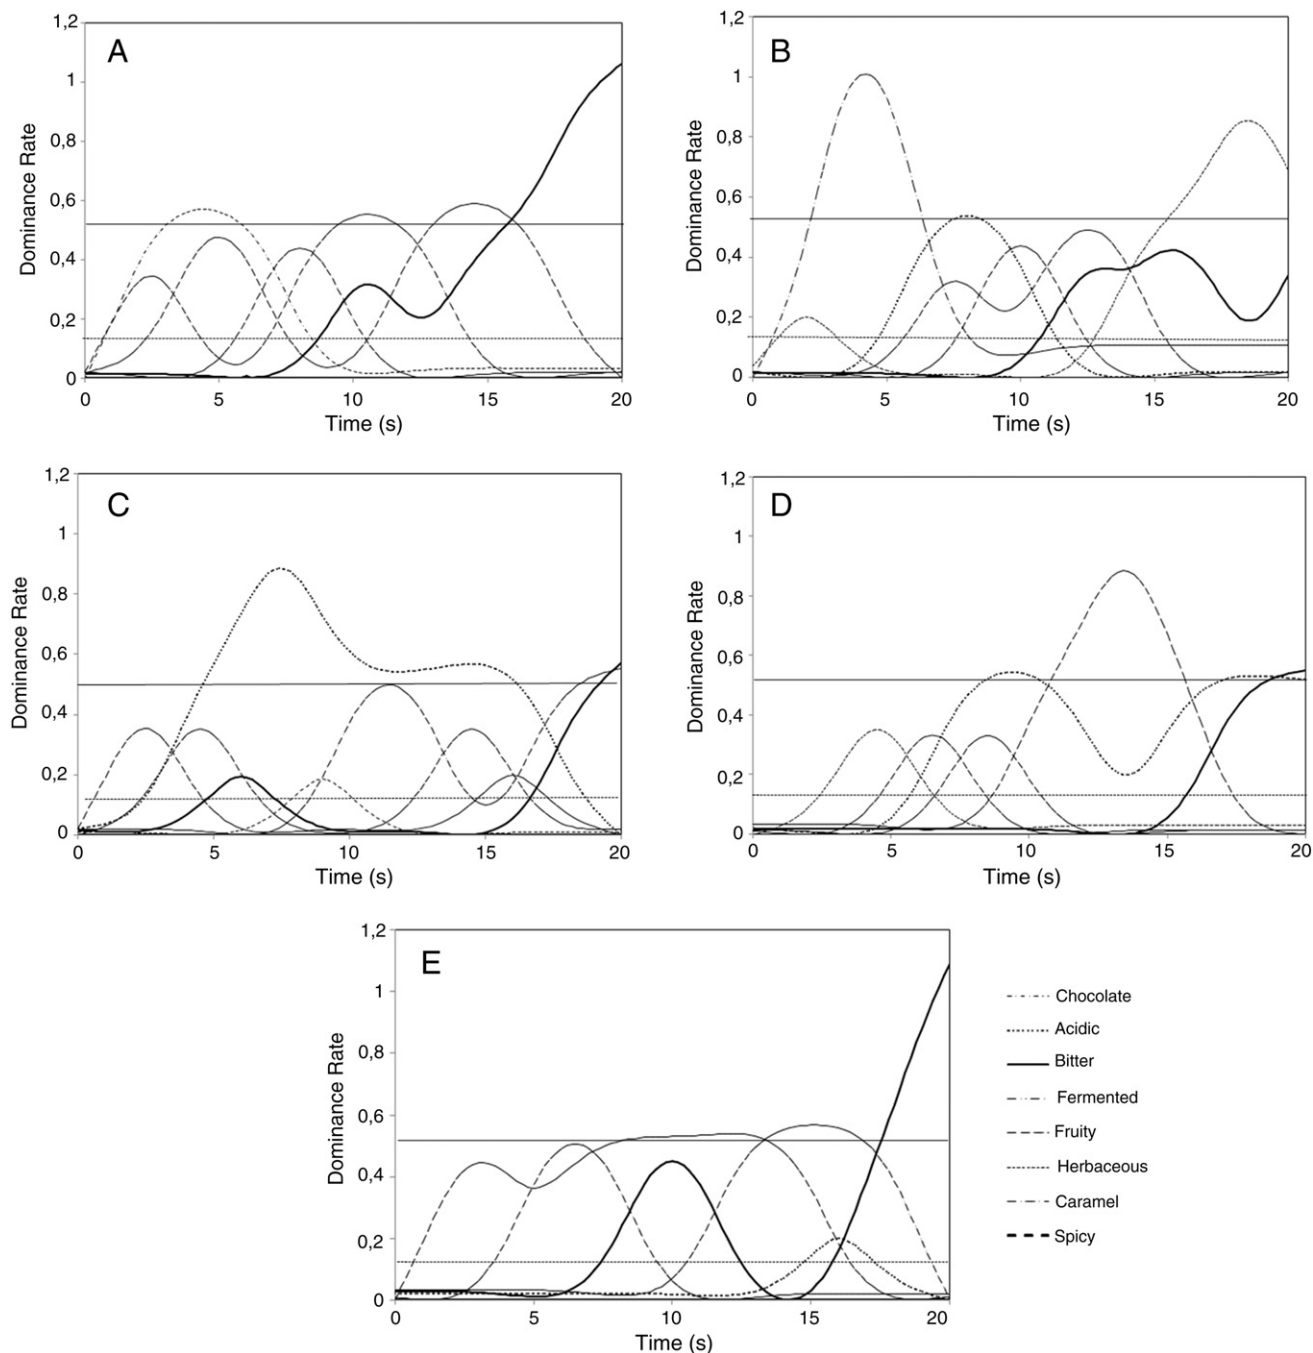 A
Dominance Rate
1,2
1
0,8
0,6
0,4
0,2
0
0 5 10 15 20
Time (s)
B
Dominance Rate
1,2
1
0,8
0,6
0,4
0,2
0
0 5 10 15 20
Time (s)
C
Dominance Rate
1,2
1
0,8
0,6
0,4
0,2
0
0 5 10 15 20
Time (s)
D
Dominance Rate
1,2
1
0,8
0,6
0,4
0,2
0
0 5 10 15 20
Time (s)
E
Dominance Rate
1,2
1
0,8
0,6
0,4
0,2
0
0 5 10 15 20
Time (s)
Chocolate
Acidic
Bitter
Fermented
Fruity
Herbaceous
Caramel
Spicy